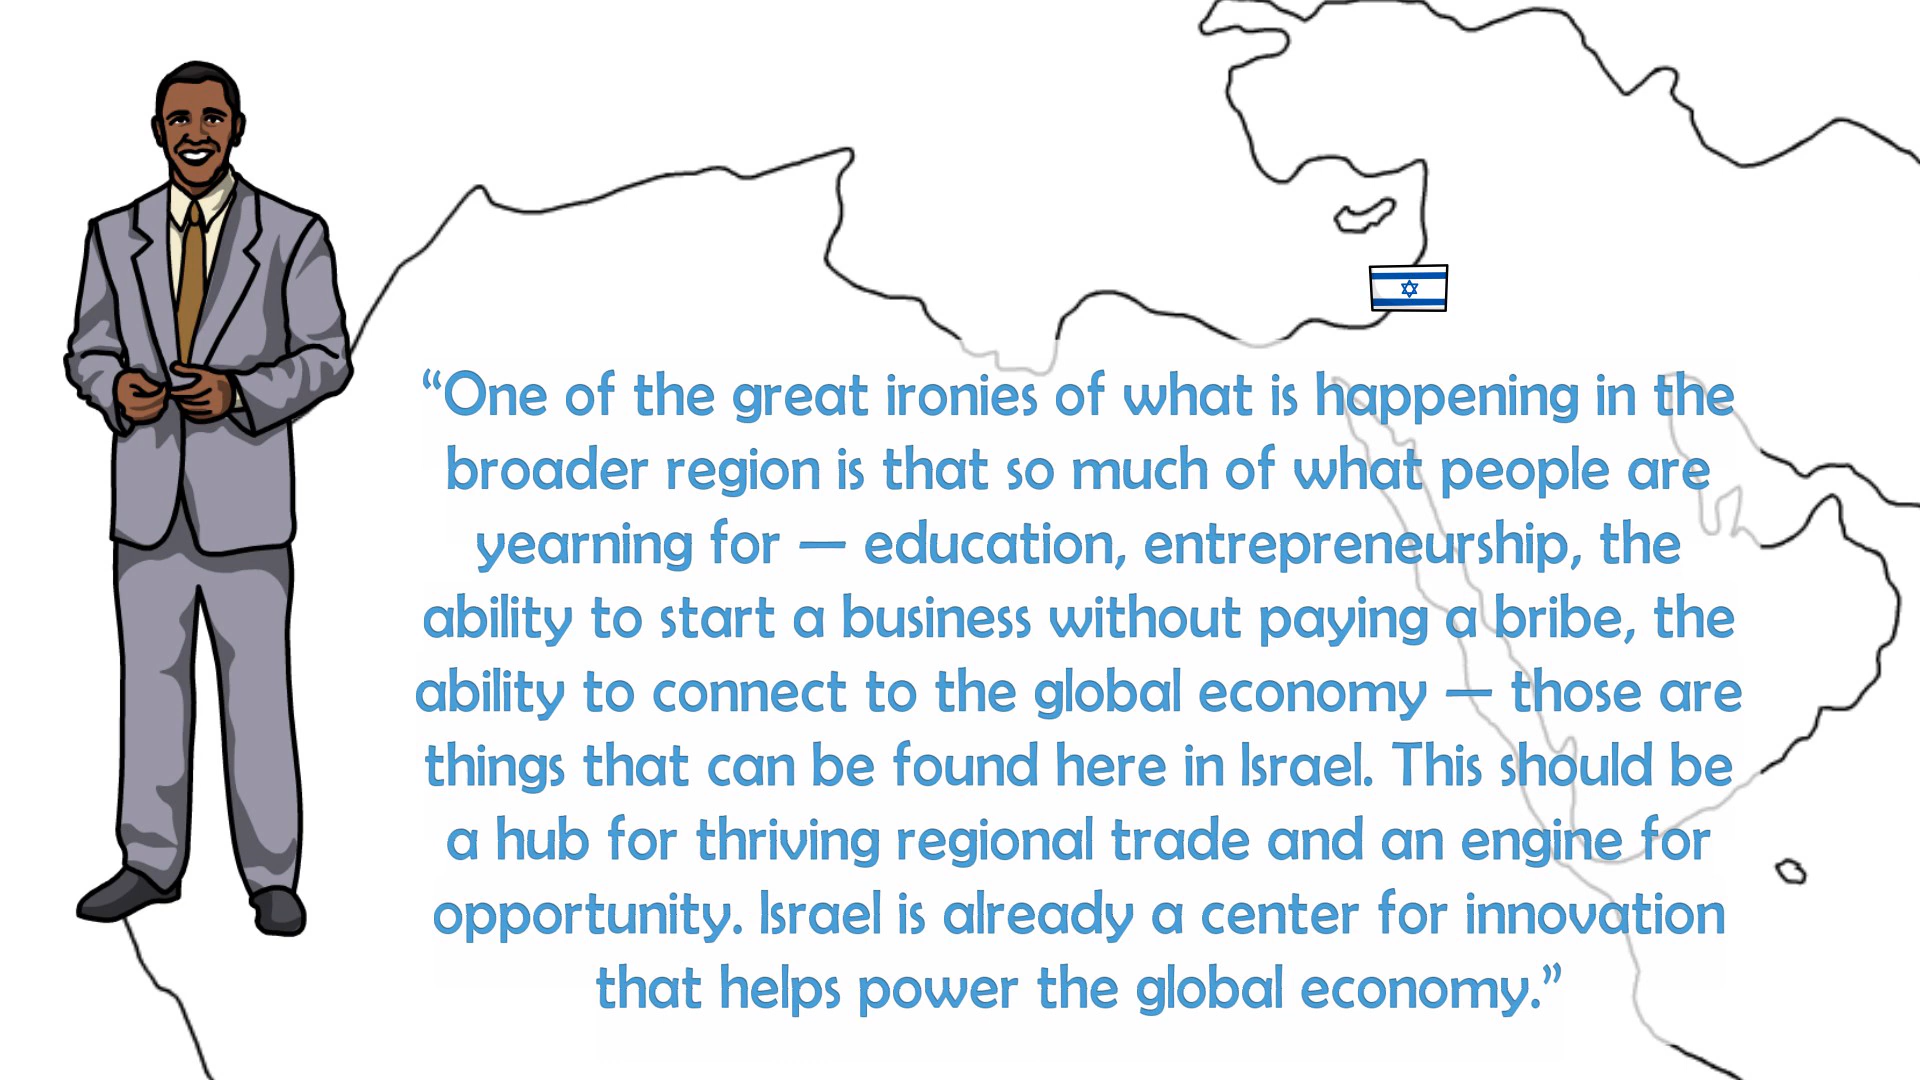 “One of the great ironies of what is happening in the
broader region is that so much of what people are
yearning for — education, entrepreneurship, the
ability to start a business without paying a bribe, the
ability to connect to the global economy — those are
things that can be found here in Israel. This should be
a hub for thriving regional trade and an engine for
opportunity. Israel is already a center for innovation
that helps power the global economy.”